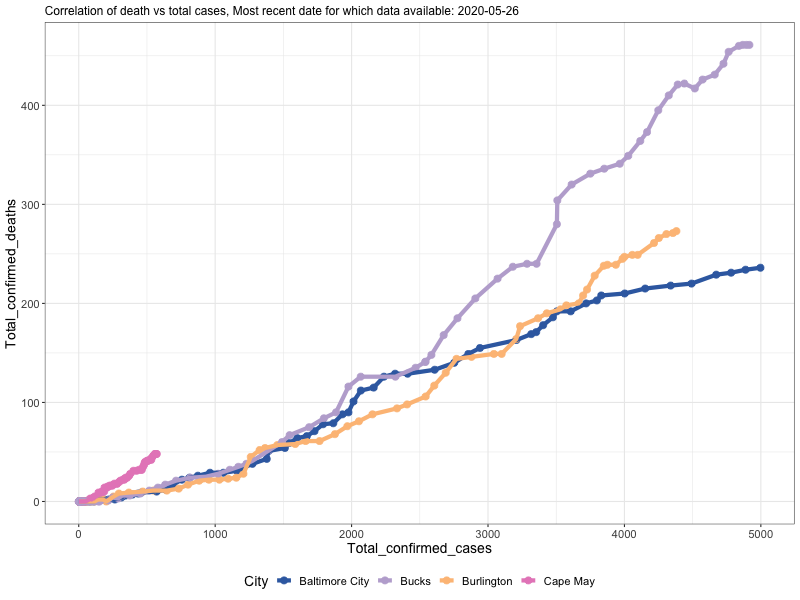 Correlation of death vs total cases, Most recent date for which data available: 2020-05-26
Total_confirmed_deaths
400
300
200
100
0
0 1000 2000 3000 4000 5000
Total_confirmed_cases
City Baltimore City Bucks Burlington Cape May